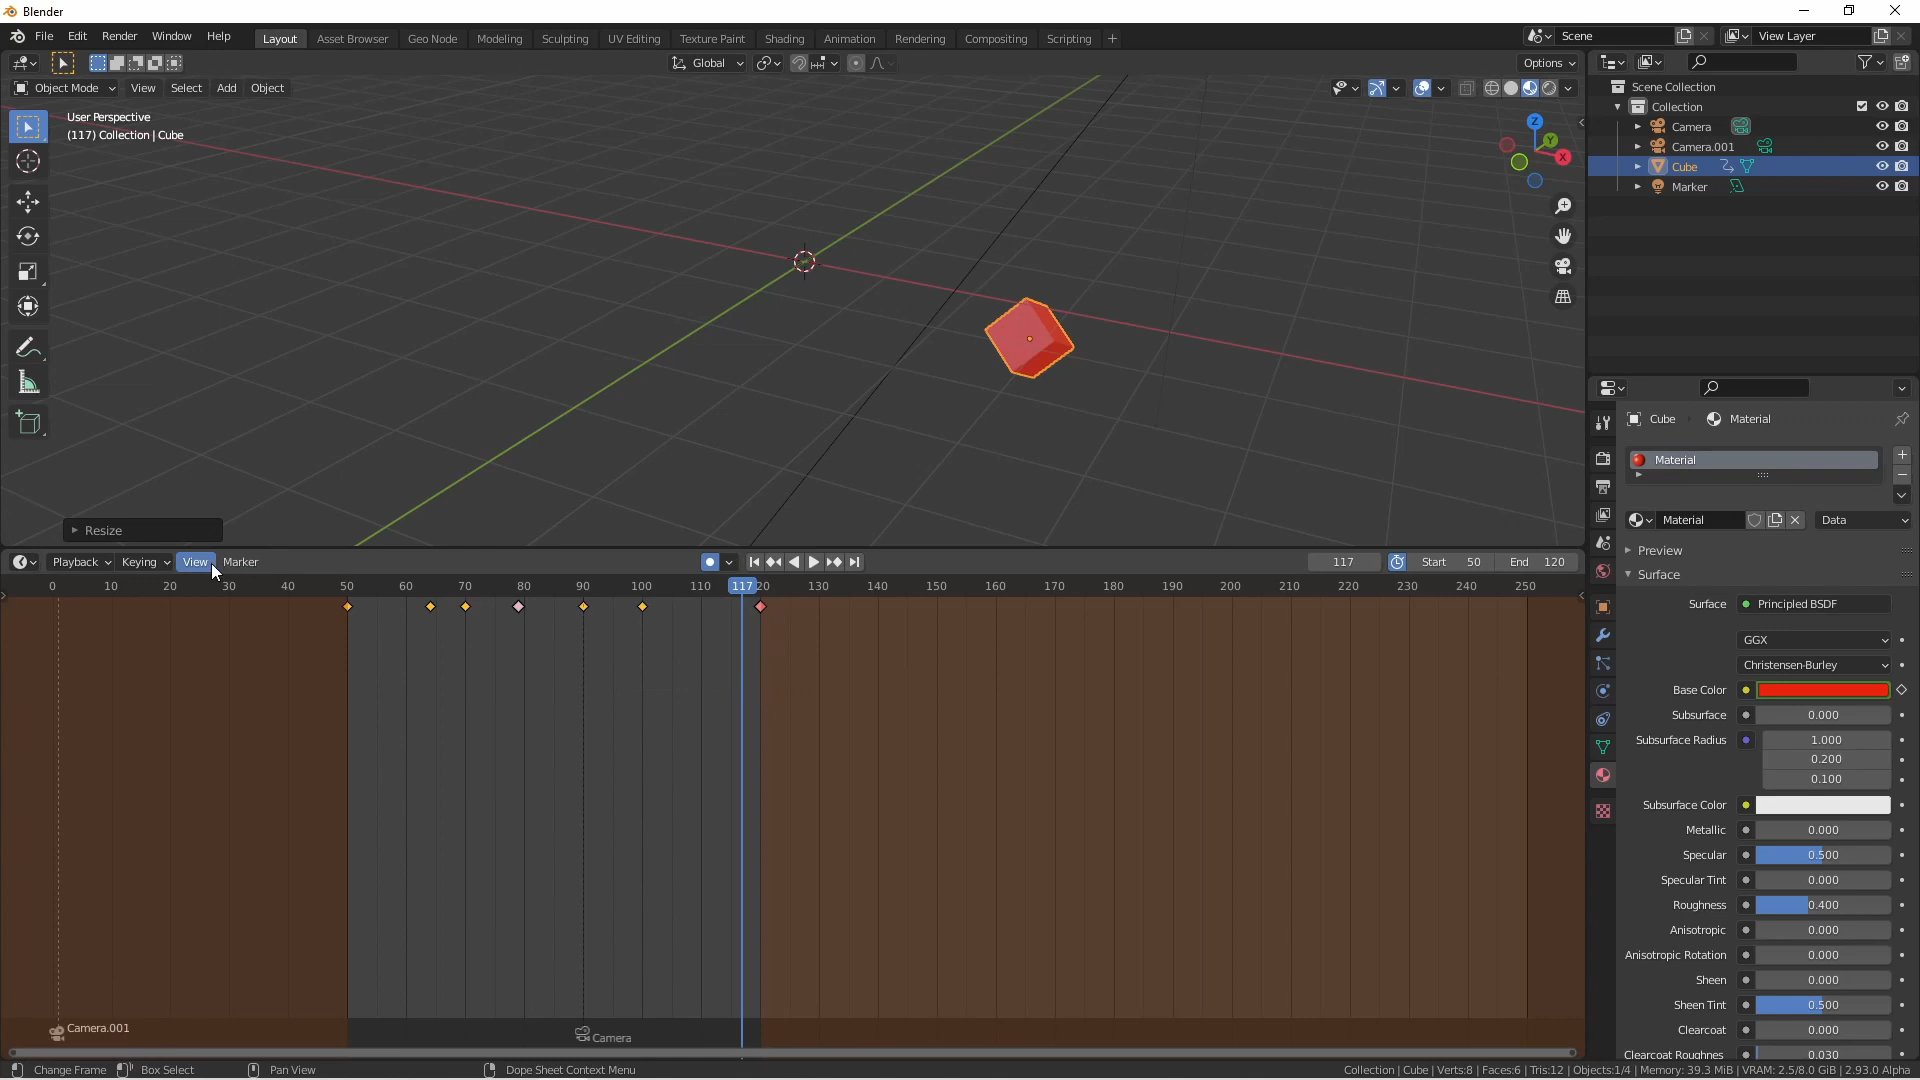 Blender
File Edit Render Window Help Layout Asset Browser Geo Node Modeling Sculpting UV Editing Texture Paint Shading Animation Rendering Compositing Scripting + Scene View Layer
Global Options
Object Mode View Select Add Object
User Perspective
(117) Collection | Cube
Z
Y
X
Resize
Scene Collection
Collection
Camera
Camera.001
Cube
Marker
Cube Material
Material
Material Data
Preview
Surface
Surface Principled BSDF
GGX
Christensen-Burley
Base Color
Subsurface 0.000
Subsurface Radius 1.000
0.200
0.100
Subsurface Color
Metallic 0.000
Specular 0.500
Specular Tint 0.000
Roughness 0.400
Anisotropic 0.000
Anisotropic Rotation 0.000
Sheen 0.000
Sheen Tint 0.500
Clearcoat 0.000
Clearcoat Roughnes 0.030
Playback Keying View Marker 117 Start 50 End 120
0 10 20 30 40 50 60 70 80 90 100 110 117 20 130 140 150 160 170 180 190 200 210 220 230 240 250
Camera.001
Camera
Change Frame Box Select Pan View Dope Sheet Context Menu Collection | Cube | Verts:8 | Faces:6 | Tris:12 | Objects:1/4 | Memory: 39.3 MiB | VRAM: 2.5/8.0 GiB | 2.93.0 Alpha